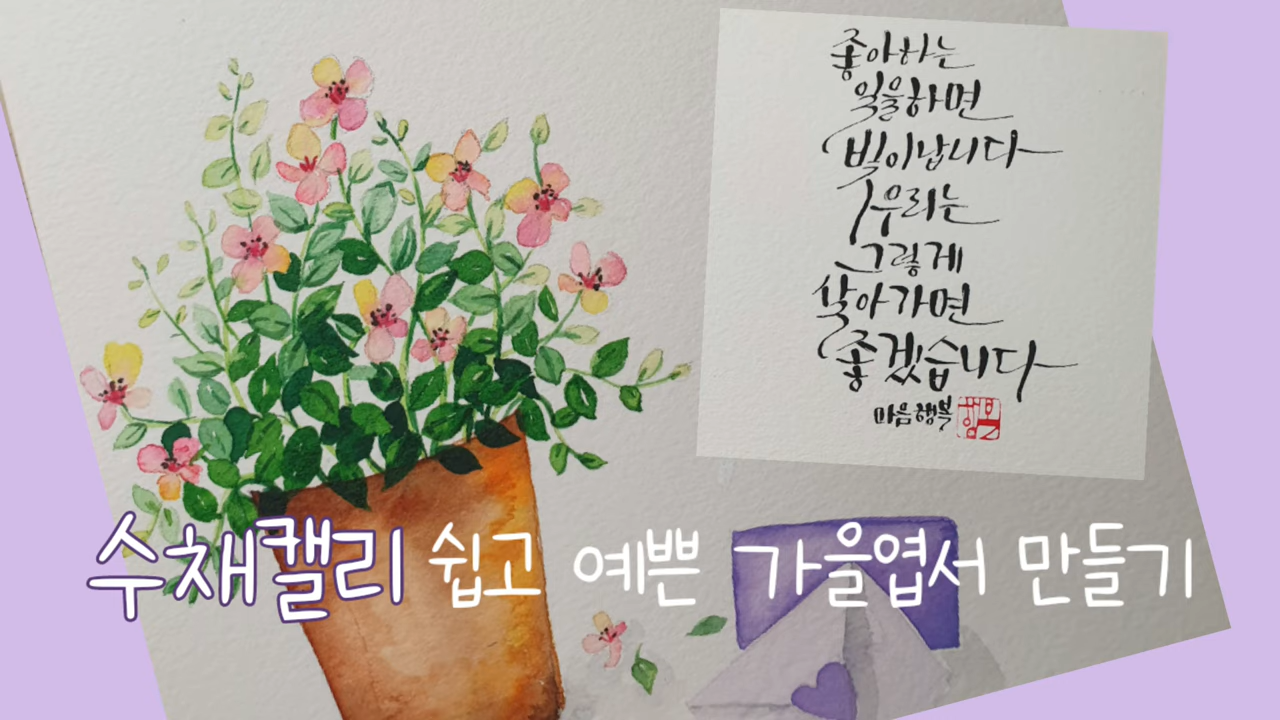 좋아하는
일을하면
빛이납니다
우리는
그렇게
살아가면
좋겠습니다
마음행복
수채캘리 쉽고 예쁜 가을엽서 만들기